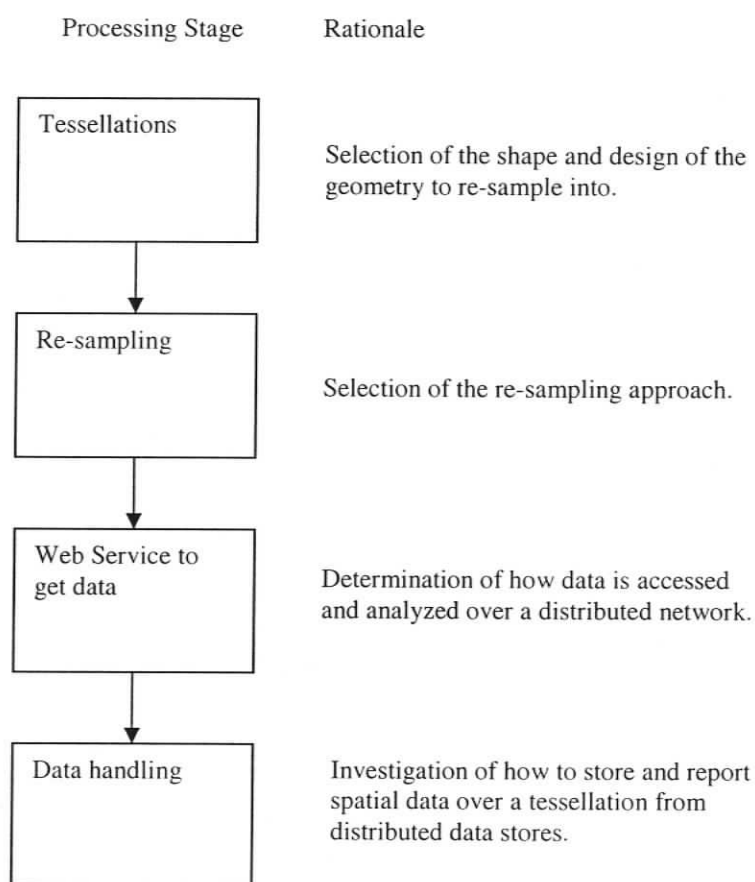 Processing Stage Rationale
Tessellations
Selection of the shape and design of the
geometry to re-sample into.
Re-sampling
Selection of the re-sampling approach.
Web Service to
get data
Determination of how data is accessed
and analyzed over a distributed network.
Data handling
Investigation of how to store and report
spatial data over a tessellation from
distributed data stores.